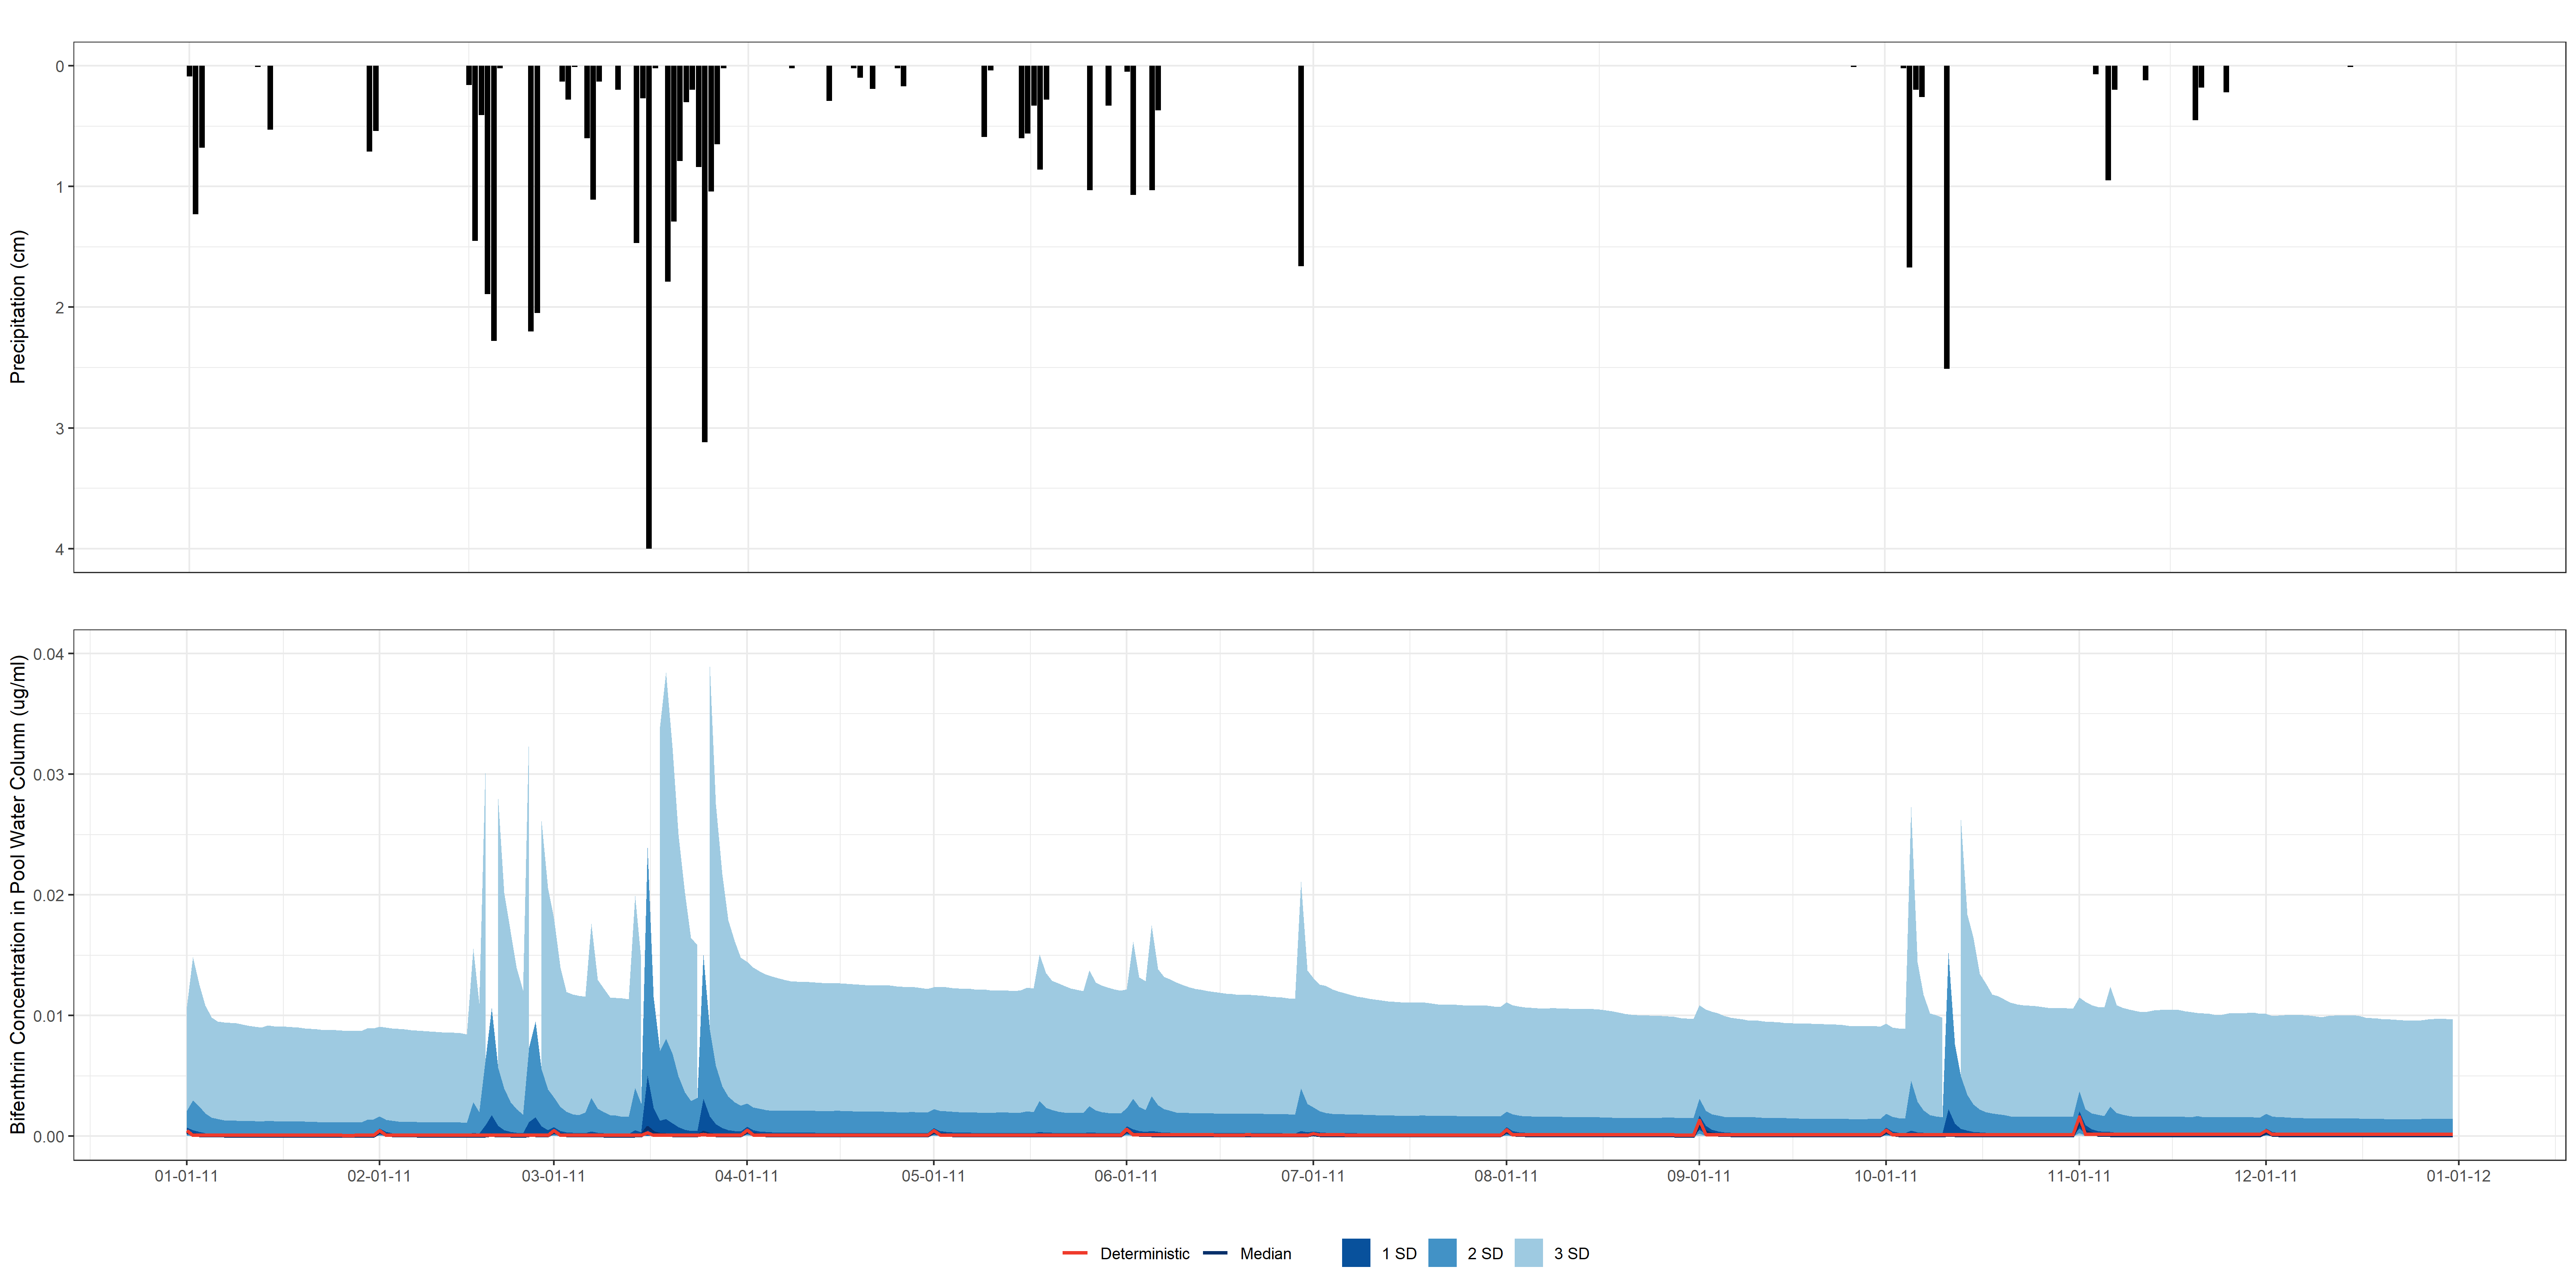 Precipitation (cm)
0
1
2
3
4
Bifenthrin Concentration in Pool Water Column (ug/ml)
0.04
0.03
0.02
0.01
0.00
01-01-11 02-01-11 03-01-11 04-01-11 05-01-11 06-01-11 07-01-11 08-01-11 09-01-11 10-01-11 11-01-11 12-01-11 01-01-12
Deterministic Median 1 SD 2 SD 3 SD